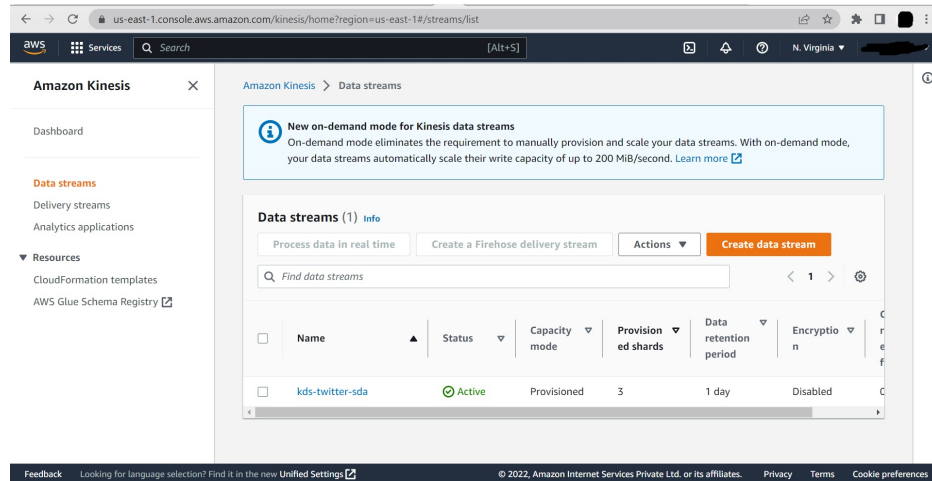 us-east-1.console.aws.amazon.com/kinesis/home?region=us-east-1#/streams/list
aws Services Search [Alt+S] N. Virginia ▼
Amazon Kinesis
Dashboard
Data streams
Delivery streams
Analytics applications
▼ Resources
CloudFormation templates
AWS Glue Schema Registry
Amazon Kinesis > Data streams
New on-demand mode for Kinesis data streams
On-demand mode eliminates the requirement to manually provision and scale your data streams. With on-demand mode,
your data streams automatically scale their write capacity of up to 200 MiB/second. Learn more
Data streams (1) Info
Process data in real time Create a Firehose delivery stream Actions ▼ Create data stream
Find data streams
< 1 >
Name Status Capacity mode Provision ed shards Data retention period Encryptio n
kds-twitter-sda Active Provisioned 3 1 day Disabled
Feedback Looking for language selection? Find it in the new Unified Settings © 2022, Amazon Internet Services Private Ltd. or its affiliates. Privacy Terms Cookie preferences